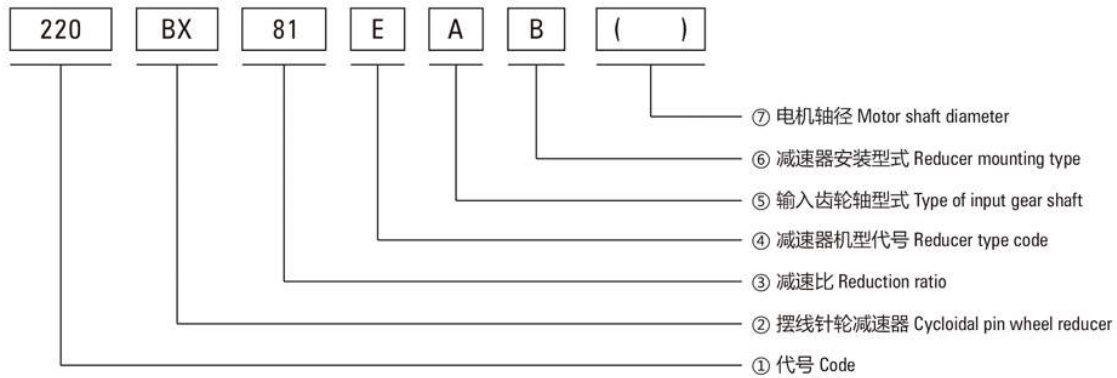 220 BX 81 E A B ( )
⑦ 电机轴径 Motor shaft diameter
⑥ 减速器安装型式 Reducer mounting type
⑤ 输入齿轮轴型式 Type of input gear shaft
④ 减速器机型代号 Reducer type code
③ 减速比 Reduction ratio
② 摆线针轮减速器 Cycloidal pin wheel reducer
① 代号 Code